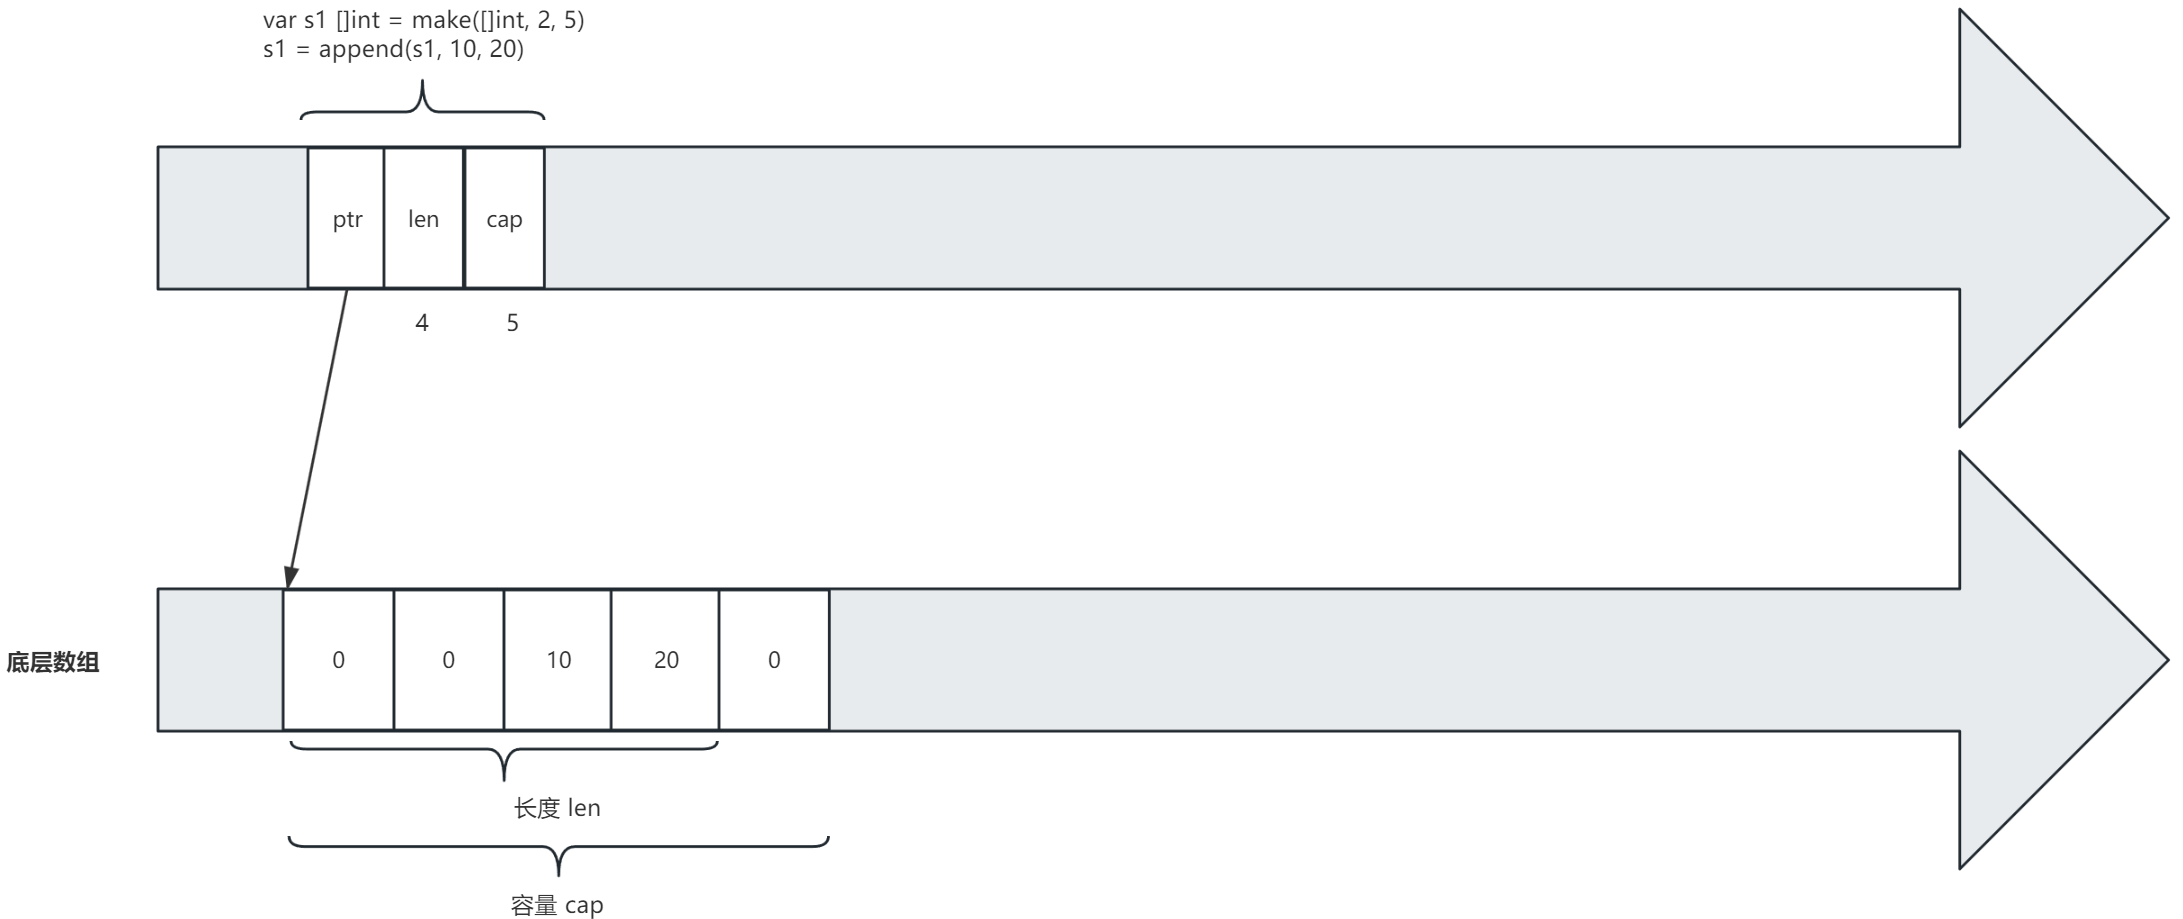 var s1 []int = make([]int, 2, 5)
s1 = append(s1, 10, 20)
ptr len cap
4 5
底层数组
0 0 10 20 0
长度 len
容量 cap